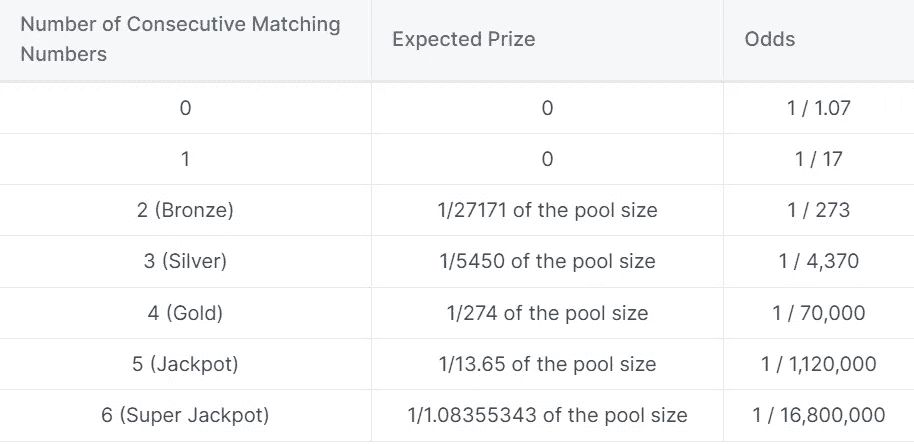 Number of Consecutive Matching
Numbers
Expected Prize
Odds
0
0
1 / 1.07
1
0
1 / 17
2 (Bronze)
1/27171 of the pool size
1 / 273
3 (Silver)
1/5450 of the pool size
1 / 4,370
4 (Gold)
1/274 of the pool size
1 / 70,000
5 (Jackpot)
1/13.65 of the pool size
1 / 1,120,000
6 (Super Jackpot)
1/1.08355343 of the pool size
1 / 16,800,000